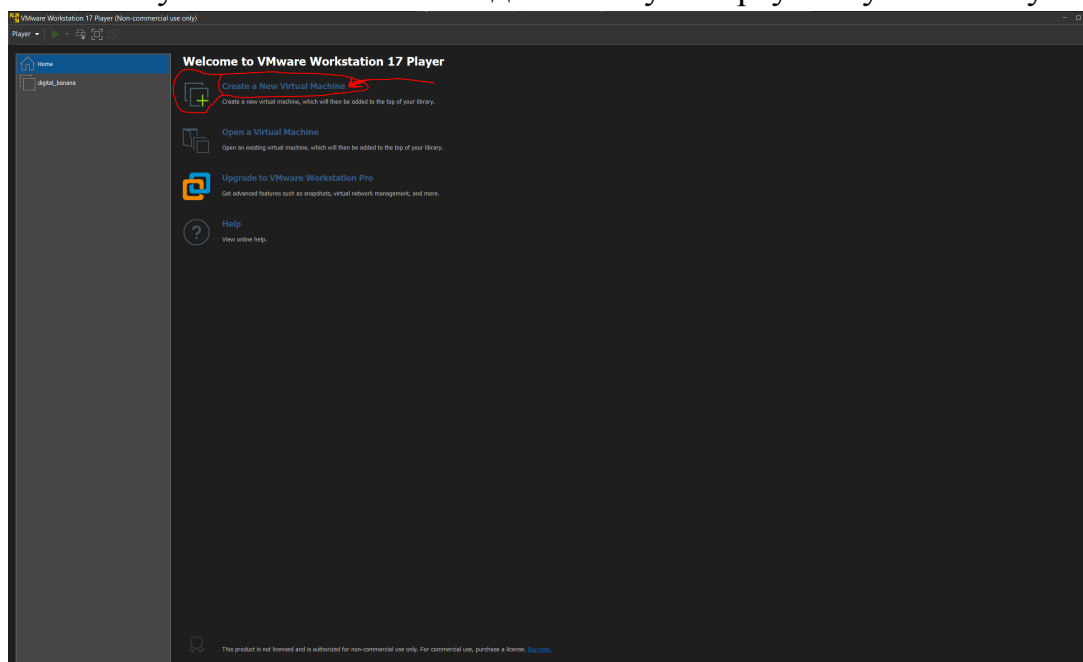 VMware Workstation 17 Player (Non-commercial use only)
Player
Home
digital_banana
Welcome to VMware Workstation 17 Player
Create a New Virtual Machine
Create a new virtual machine, which will then be added to the top of your library.
Open a Virtual Machine
Open an existing virtual machine, which will then be added to the top of your library.
Upgrade to VMware Workstation Pro
Get advanced features such as snapshots, virtual network management, and more.
Help
View online help.
This product is not licensed and is authorized for non-commercial use only. For commercial use, purchase a license. Buy now.